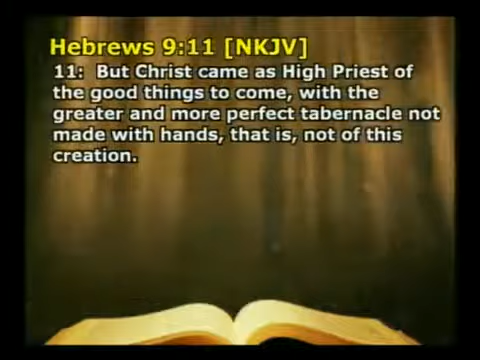 Hebrews 9:11 [NKJV]
11:  But Christ came as High Priest of
the good things to come, with the
greater and more perfect tabernacle not
made with hands, that is, not of this
creation.